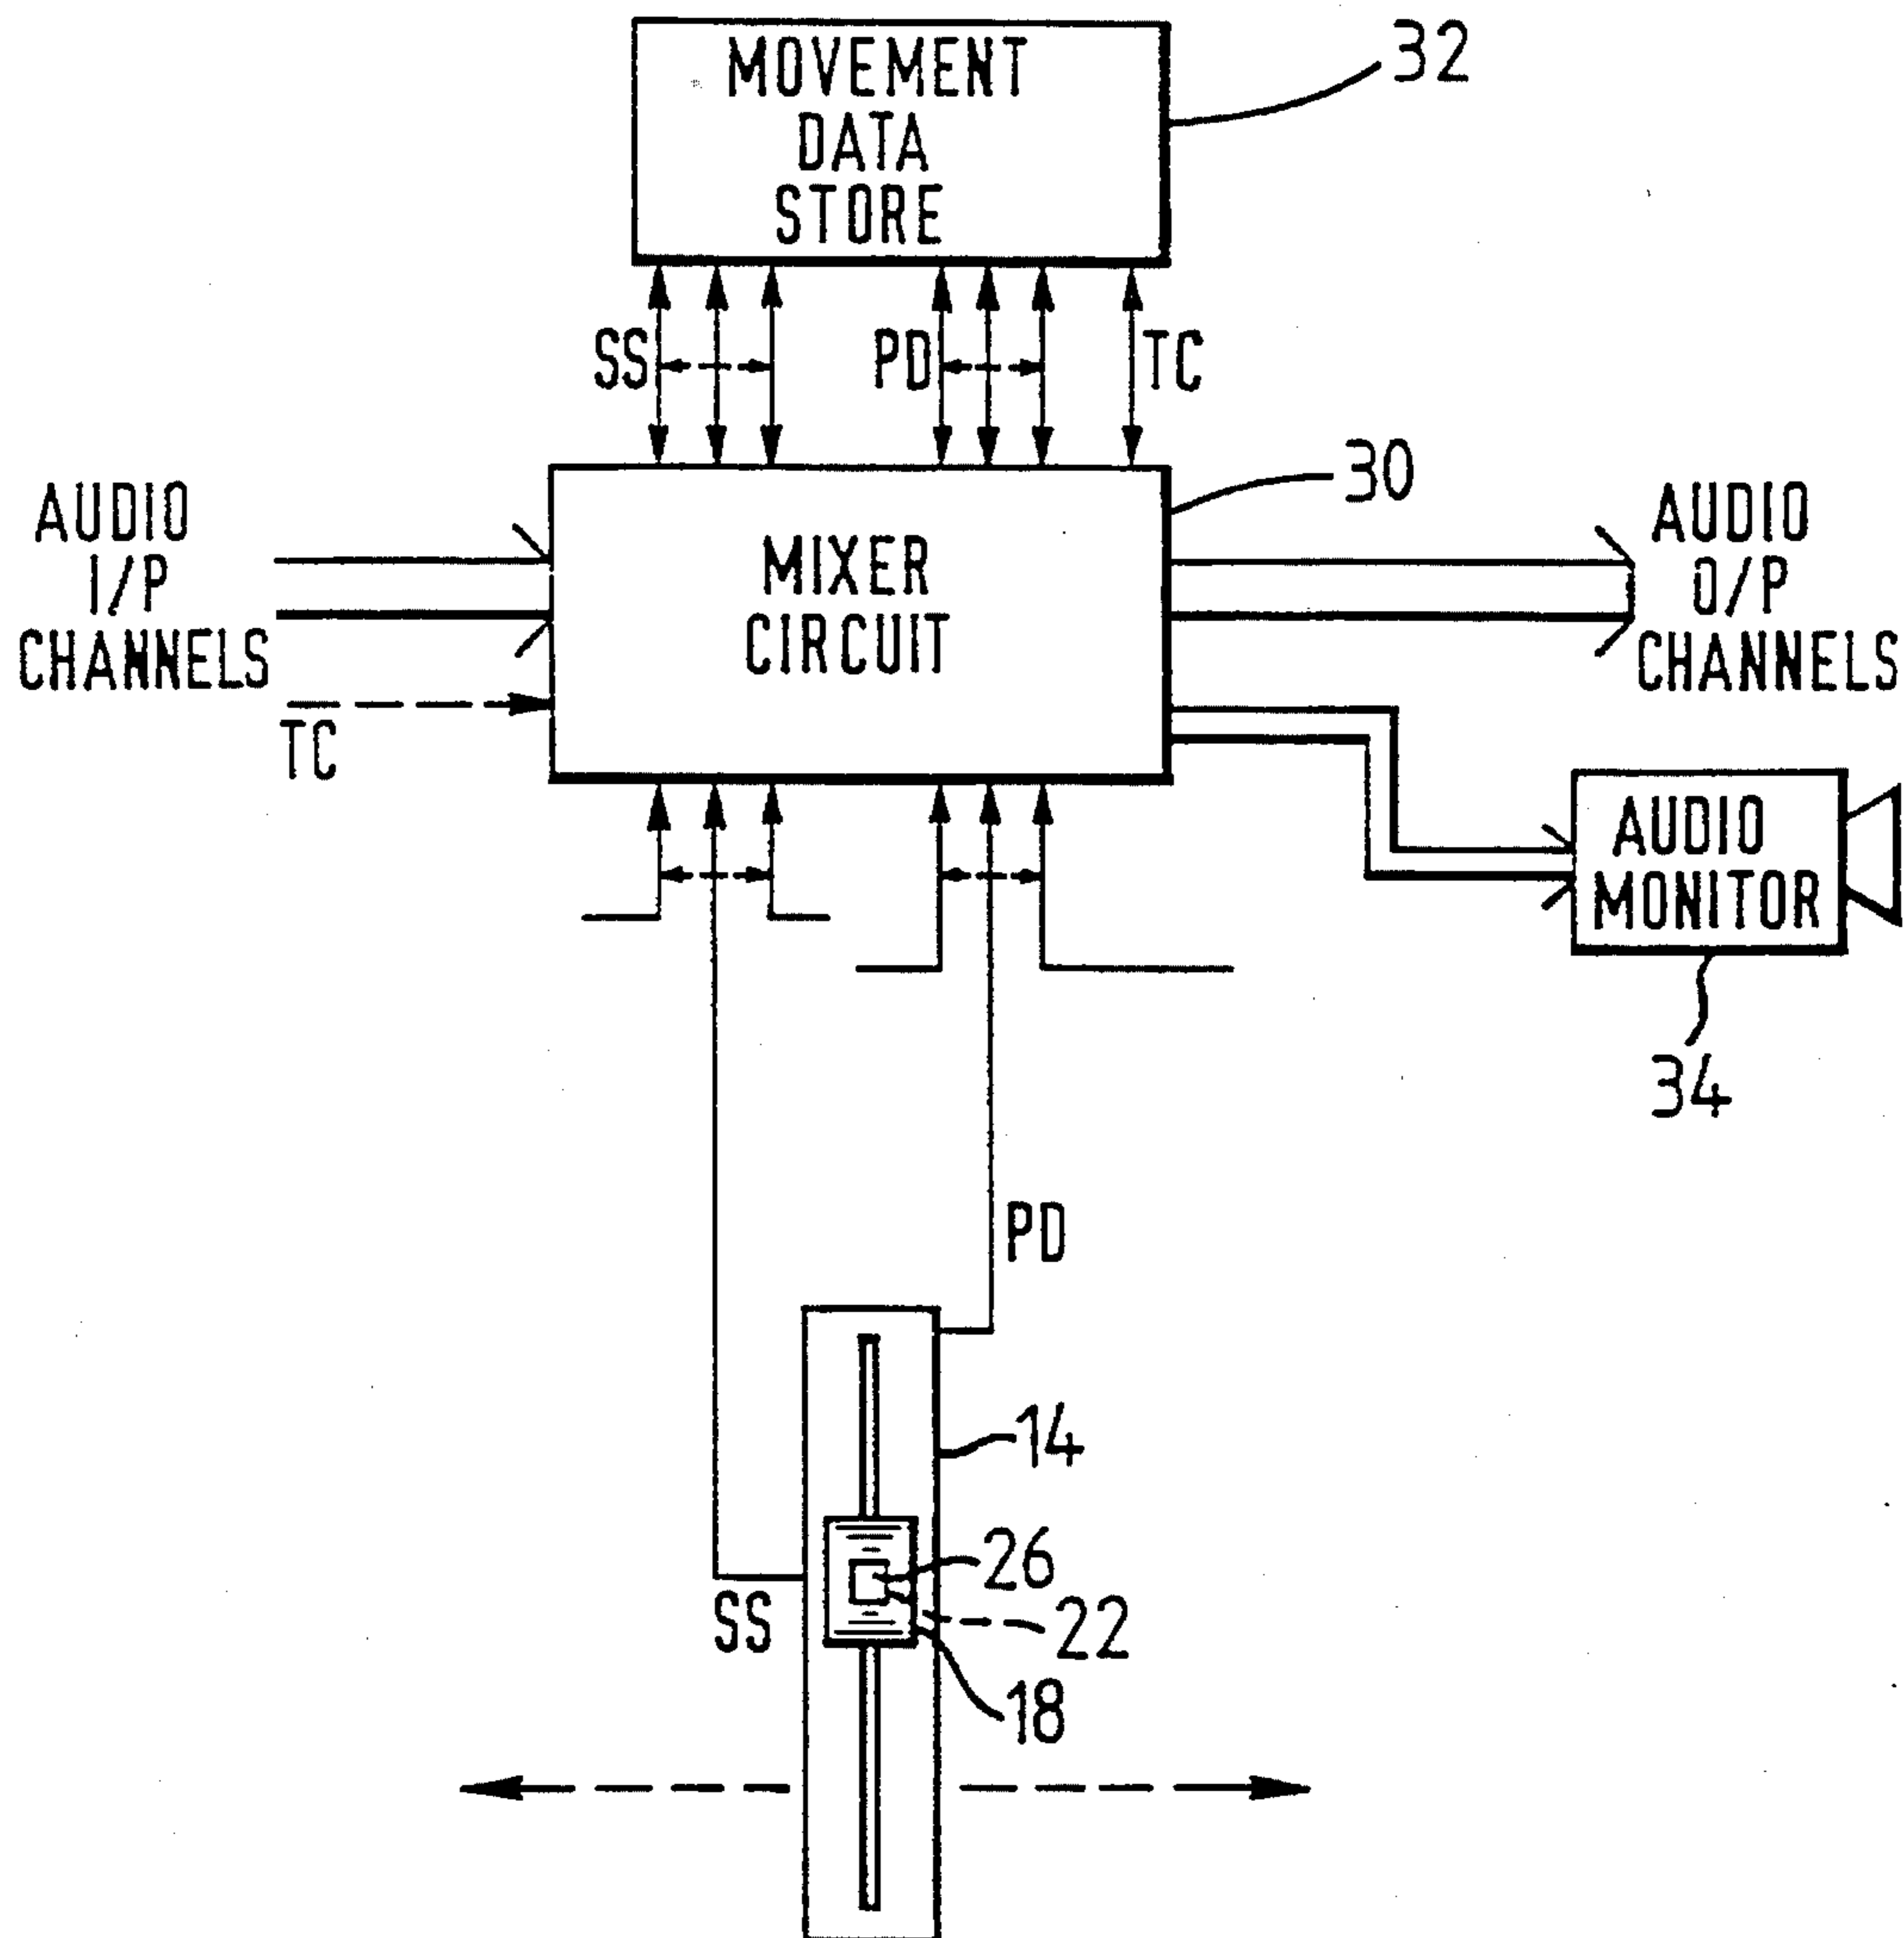 MOVEMENT
DATA
STORE
32
SS
PD
TC
30
AUDIO
I/P
CHANNELS
TC
MIXER
CIRCUIT
AUDIO
O/P
CHANNELS
AUDIO
MONITOR
34
PD
14
26
22
SS
18